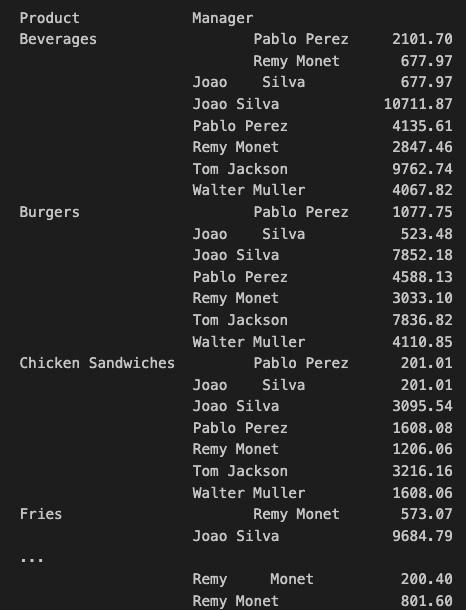 Product Manager
Beverages Pablo Perez 2101.70
Remy Monet 677.97
Joao Silva 677.97
Joao Silva 10711.87
Pablo Perez 4135.61
Remy Monet 2847.46
Tom Jackson 9762.74
Walter Muller 4067.82
Burgers Pablo Perez 1077.75
Joao Silva 523.48
Joao Silva 7852.18
Pablo Perez 4588.13
Remy Monet 3033.10
Tom Jackson 7836.82
Walter Muller 4110.85
Chicken Sandwiches Pablo Perez 201.01
Joao Silva 201.01
Joao Silva 3095.54
Pablo Perez 1608.08
Remy Monet 1206.06
Tom Jackson 3216.16
Walter Muller 1608.06
Fries Remy Monet 573.07
Joao Silva 9684.79
...
Remy Monet 200.40
Remy Monet 801.60